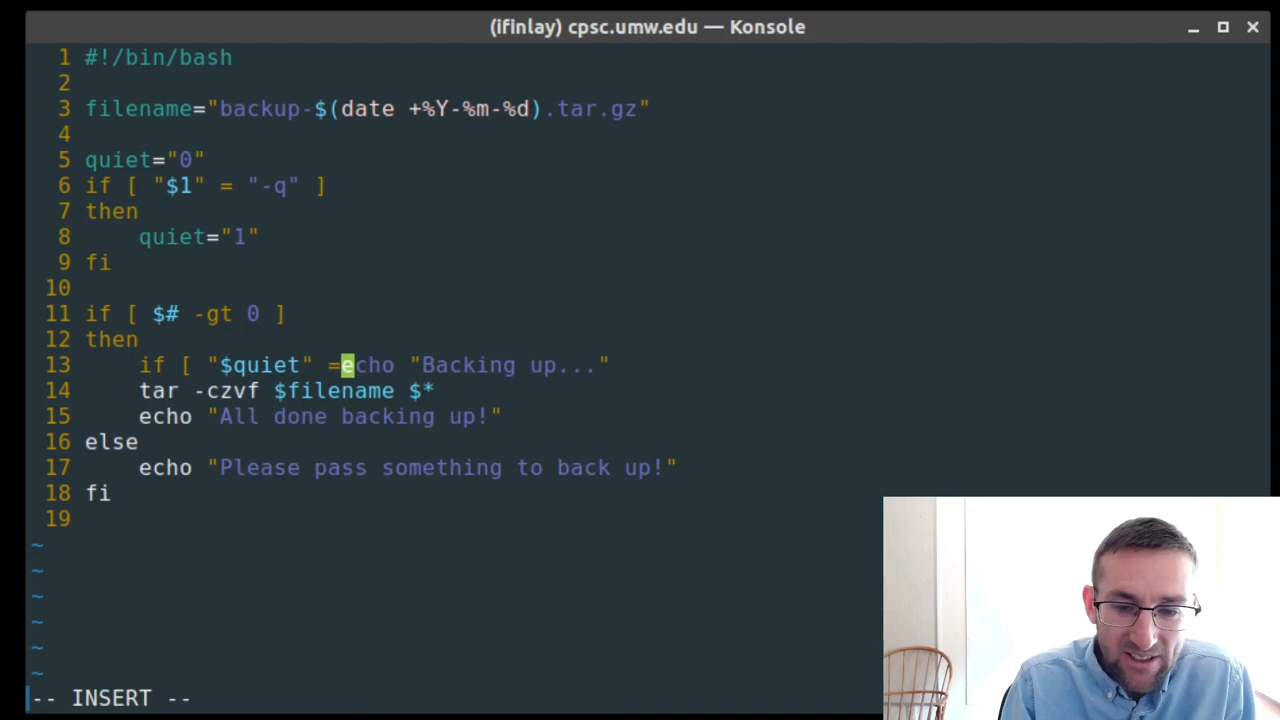 (ifinlay) cpsc.umw.edu — Konsole
1 #!/bin/bash
2
3 filename="backup-$(date +%Y-%m-%d).tar.gz"
4
5 quiet="0"
6 if [ "$1" = "-q" ]
7 then
8     quiet="1"
9 fi
10
11 if [ $# -gt 0 ]
12 then
13     if [ "$quiet" =echo "Backing up..."
14     tar -czvf $filename $*
15     echo "All done backing up!"
16 else
17     echo "Please pass something to back up!"
18 fi
19
~
~
~
~
~
~
-- INSERT --